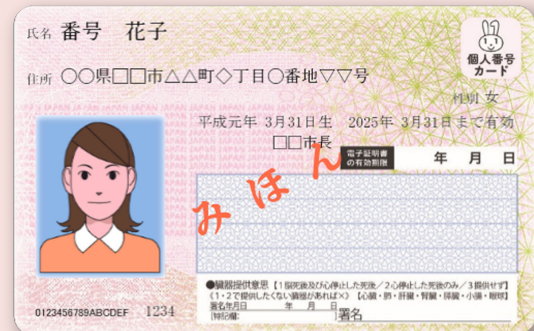 氏名 番号 花子
個人番号
カード
住所 〇〇県□□市△△町◇丁目〇番地▽▽号
性別 女
平成元年 3月31日生 2025年 3月31日まで有効
□□市長
電子証明書
の有効期限
年 月 日
みほん
●臓器提供意思【1脳死後及び心停止した死後/2心停止した死後のみ/3提供せず】
《1・2で提供したくない臓器があれば×》【心臓・肺・肝臓・腎臓・膵臓・小腸・眼球】
署名年月日 年 月 日
[特記欄: ]署名
0123456789ABCDEF 1234